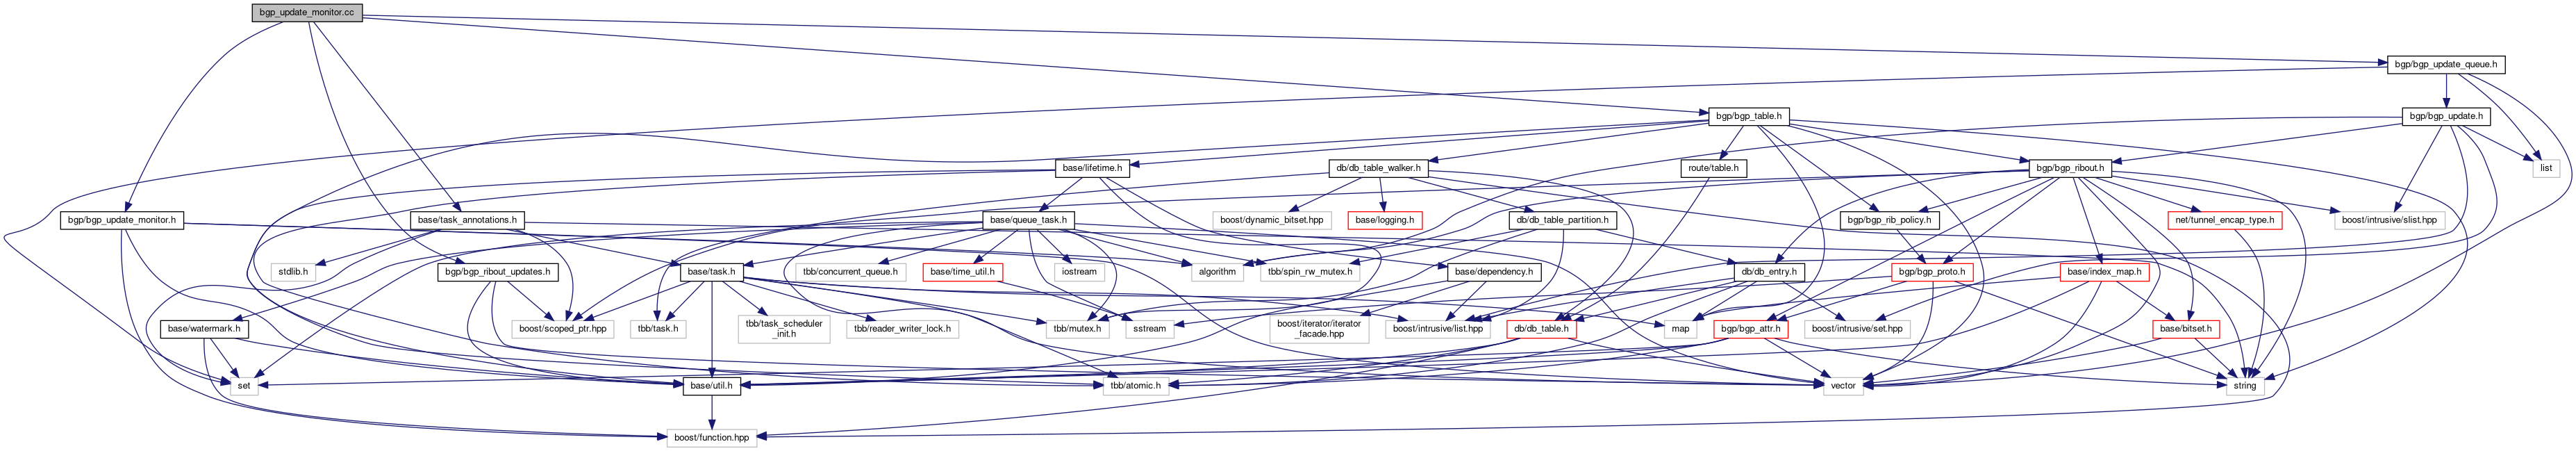 bgp_update_monitor.cc
bgp/bgp_update_queue.h
bgp/bgp_table.h
bgp/bgp_update.h
base/lifetime.h
db/db_table_walker.h
route/table.h
bgp/bgp_ribout.h
list
bgp/bgp_update_monitor.h
base/task_annotations.h
base/queue_task.h
boost/dynamic_bitset.hpp
base/logging.h
db/db_table_partition.h
bgp/bgp_rib_policy.h
net/tunnel_encap_type.h
boost/intrusive/slist.hpp
stdlib.h
bgp/bgp_ribout_updates.h
base/task.h
tbb/concurrent_queue.h
base/time_util.h
iostream
algorithm
tbb/spin_rw_mutex.h
base/dependency.h
db/db_entry.h
bgp/bgp_proto.h
base/index_map.h
base/watermark.h
boost/scoped_ptr.hpp
tbb/task.h
tbb/task_scheduler
_init.h
tbb/reader_writer_lock.h
tbb/mutex.h
sstream
boost/iterator/iterator
_facade.hpp
boost/intrusive/list.hpp
db/db_table.h
map
bgp/bgp_attr.h
boost/intrusive/set.hpp
base/bitset.h
set
base/util.h
tbb/atomic.h
vector
string
boost/function.hpp